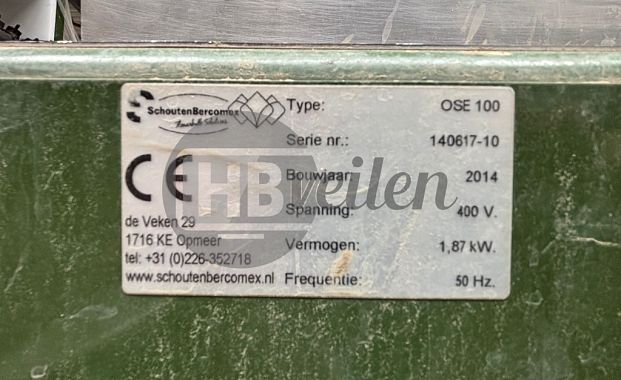 SchoutenBercomex
CE
de Veken 29
1716 KE Opmeer
tel: +31 (0)226-352718
www.schoutenbercomex.nl
Type: OSE 100
Serie nr.: 140617-10
Bouwjaar: 2014
Spanning: 400 V.
Vermogen: 1,87 kW.
Frequentie: 50 Hz.
HBveilen